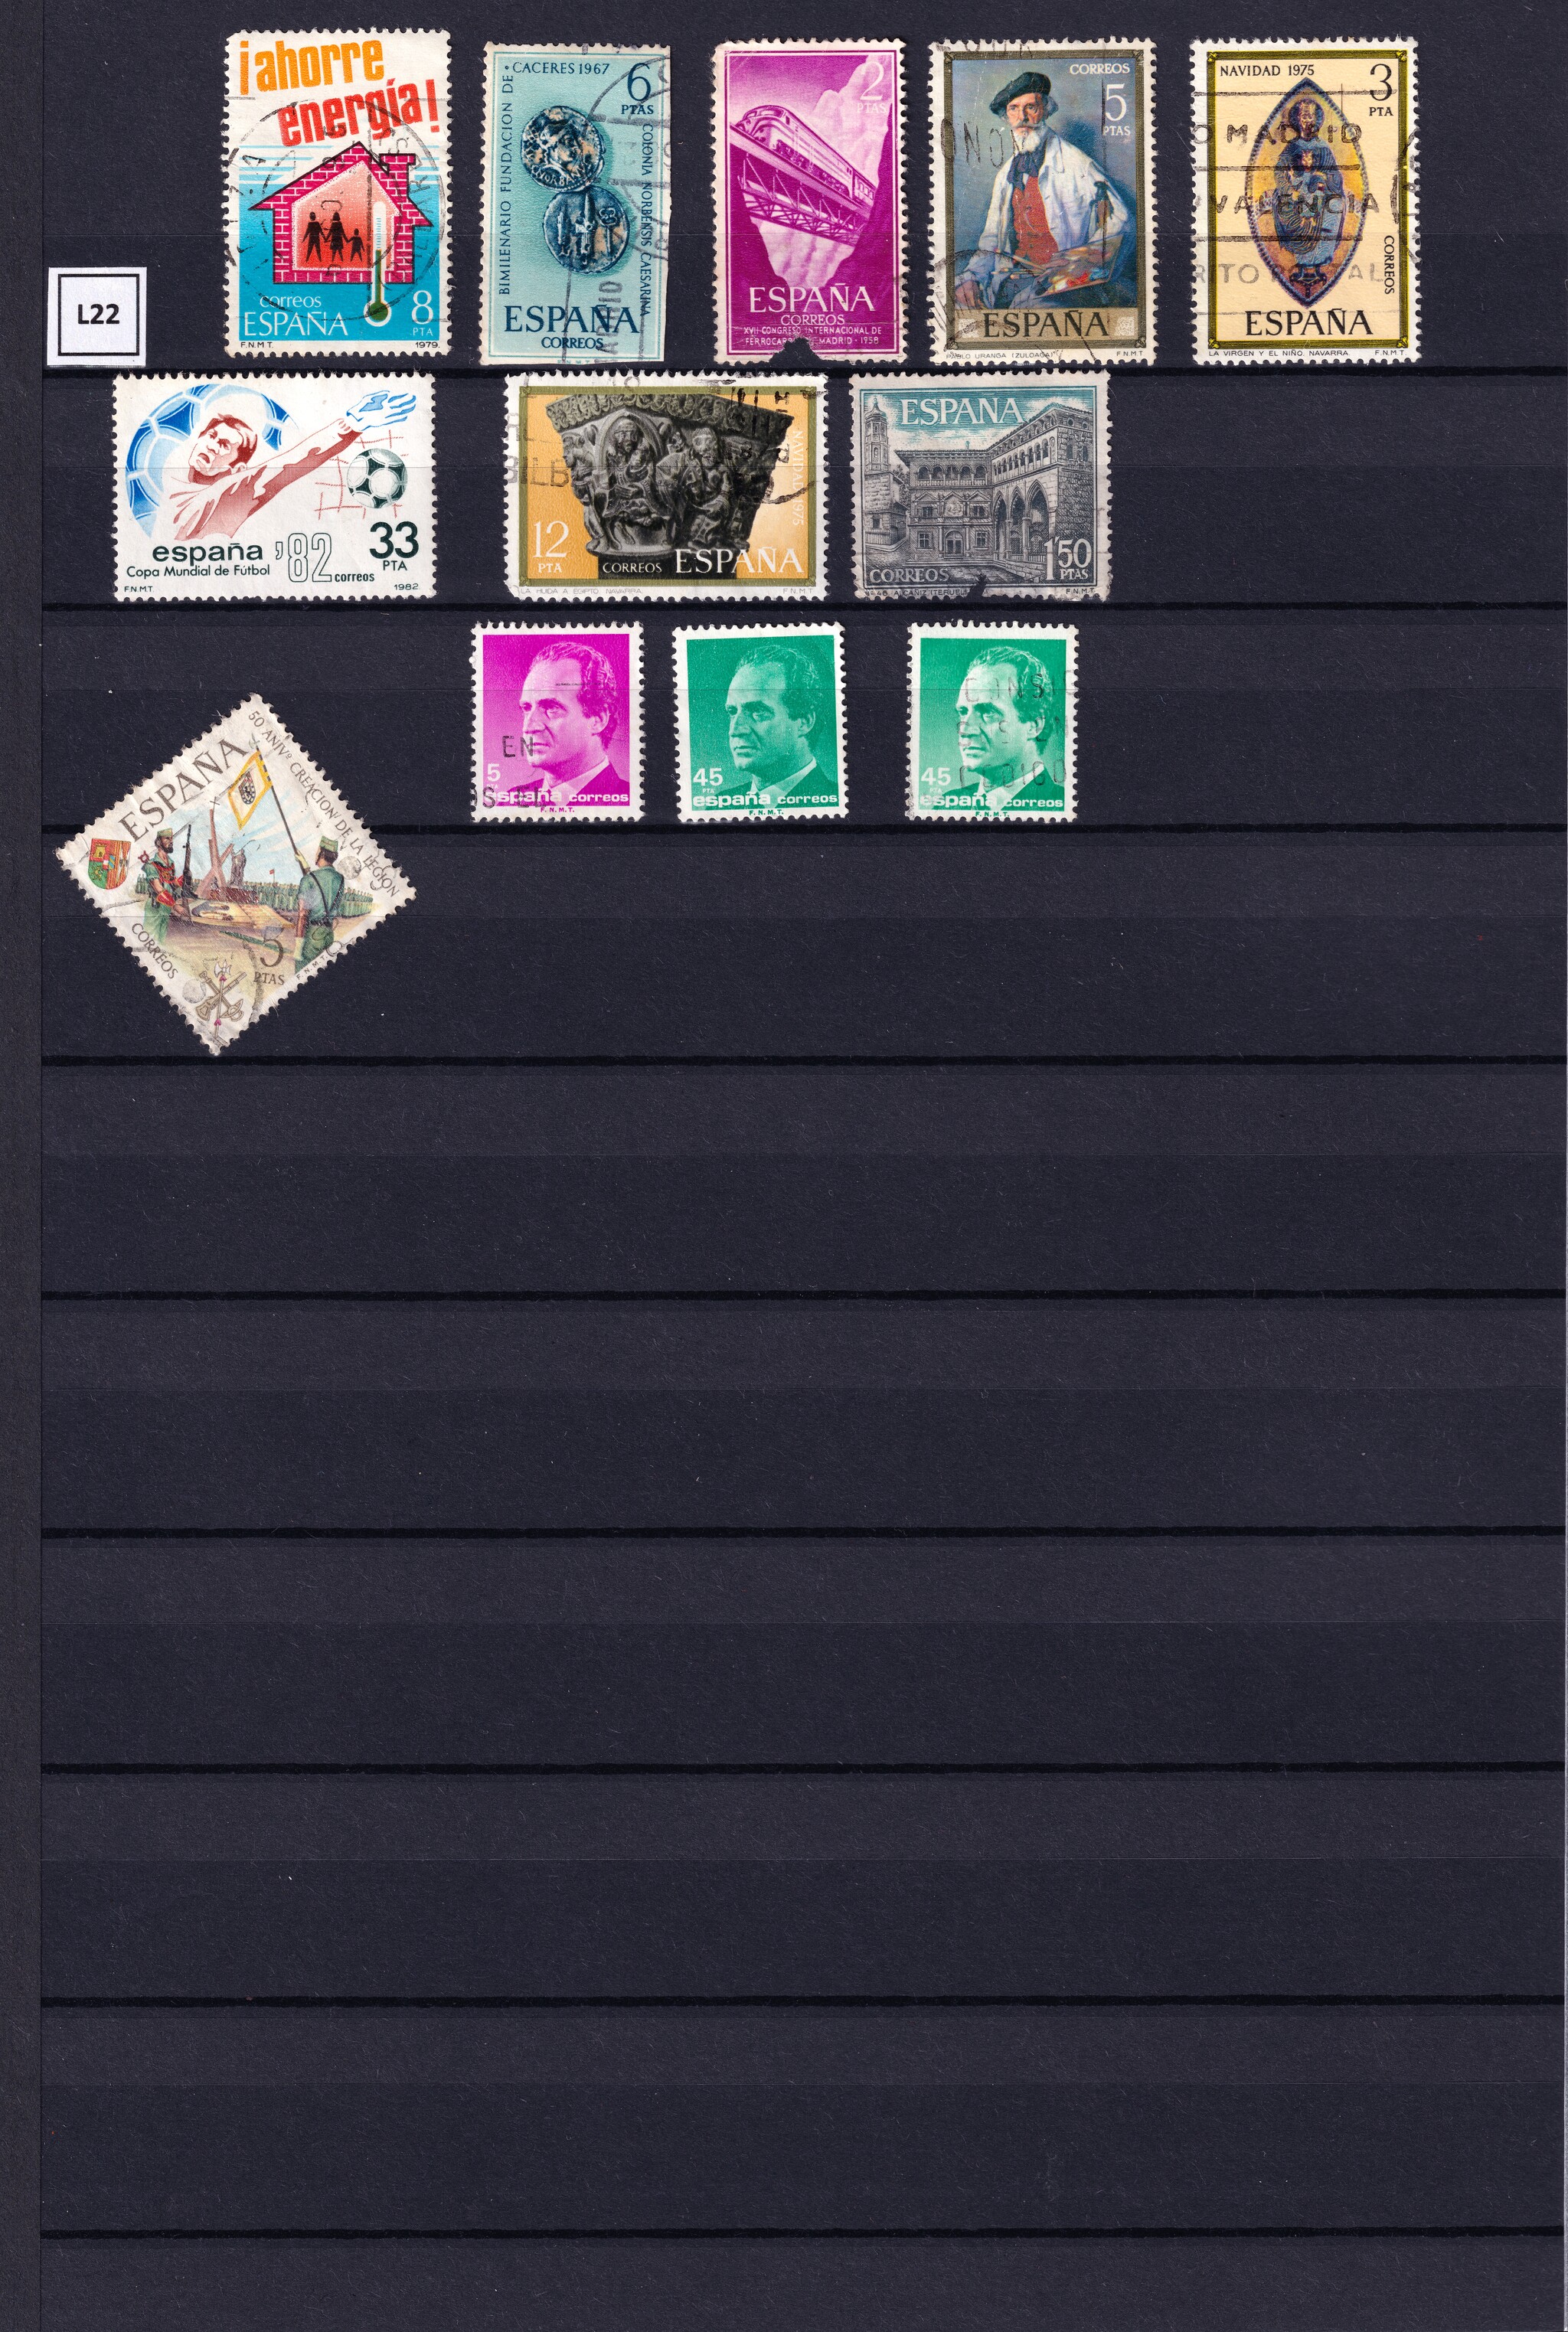 ¡ahorre
energía!
correos
ESPAÑA 8
PTA
F.N.M.T. 1979
BIMILENARIO FUNDACION DE
• CACERES 1967
6
PTAS
COLONIA NORBENSIS CAESARINA
ESPAÑA
CORREOS
2
PTAS
ESPAÑA
CORREOS
XVII CONGRESO INTERNACIONAL DE
MADRID • 1958
CORREOS
5
PTAS
ESPAÑA
PABLO URANGA (ZULOAGA) F.N.M.T
NAVIDAD 1975
3
PTA
O MADRID
VALENCIA
CORREOS
ESPAÑA
LA VIRGEN Y EL NIÑO. NAVARRA. F.N.M.T
L22
33
PTA
españa '82
Copa Mundial de Fútbol correos
F.N.M.T. 1982
NAVIDAD 1975
BILB
12
PTA
CORREOS ESPAÑA
LA HUIDA A EGIPTO. NAVARRA. F.N.M.T
ESPAÑA
1'50
PTAS
CORREOS
F.N.M.T.
EN
5
españa correos
F.N.M.T.
45
PTA
españa correos
F.N.M.T.
45
PTA
españa correos
F.N.M.T.
ESPAÑA
50 ANIVº CREACION DE LA LEGION
CORREOS
5
PTAS
F.N.M.T.